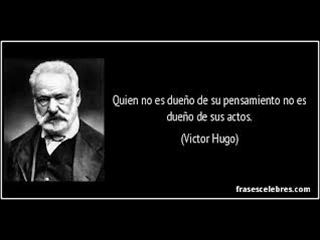 Quien no es dueño de su pensamiento no es
dueño de sus actos.
(Victor Hugo)
frasescelebres.com